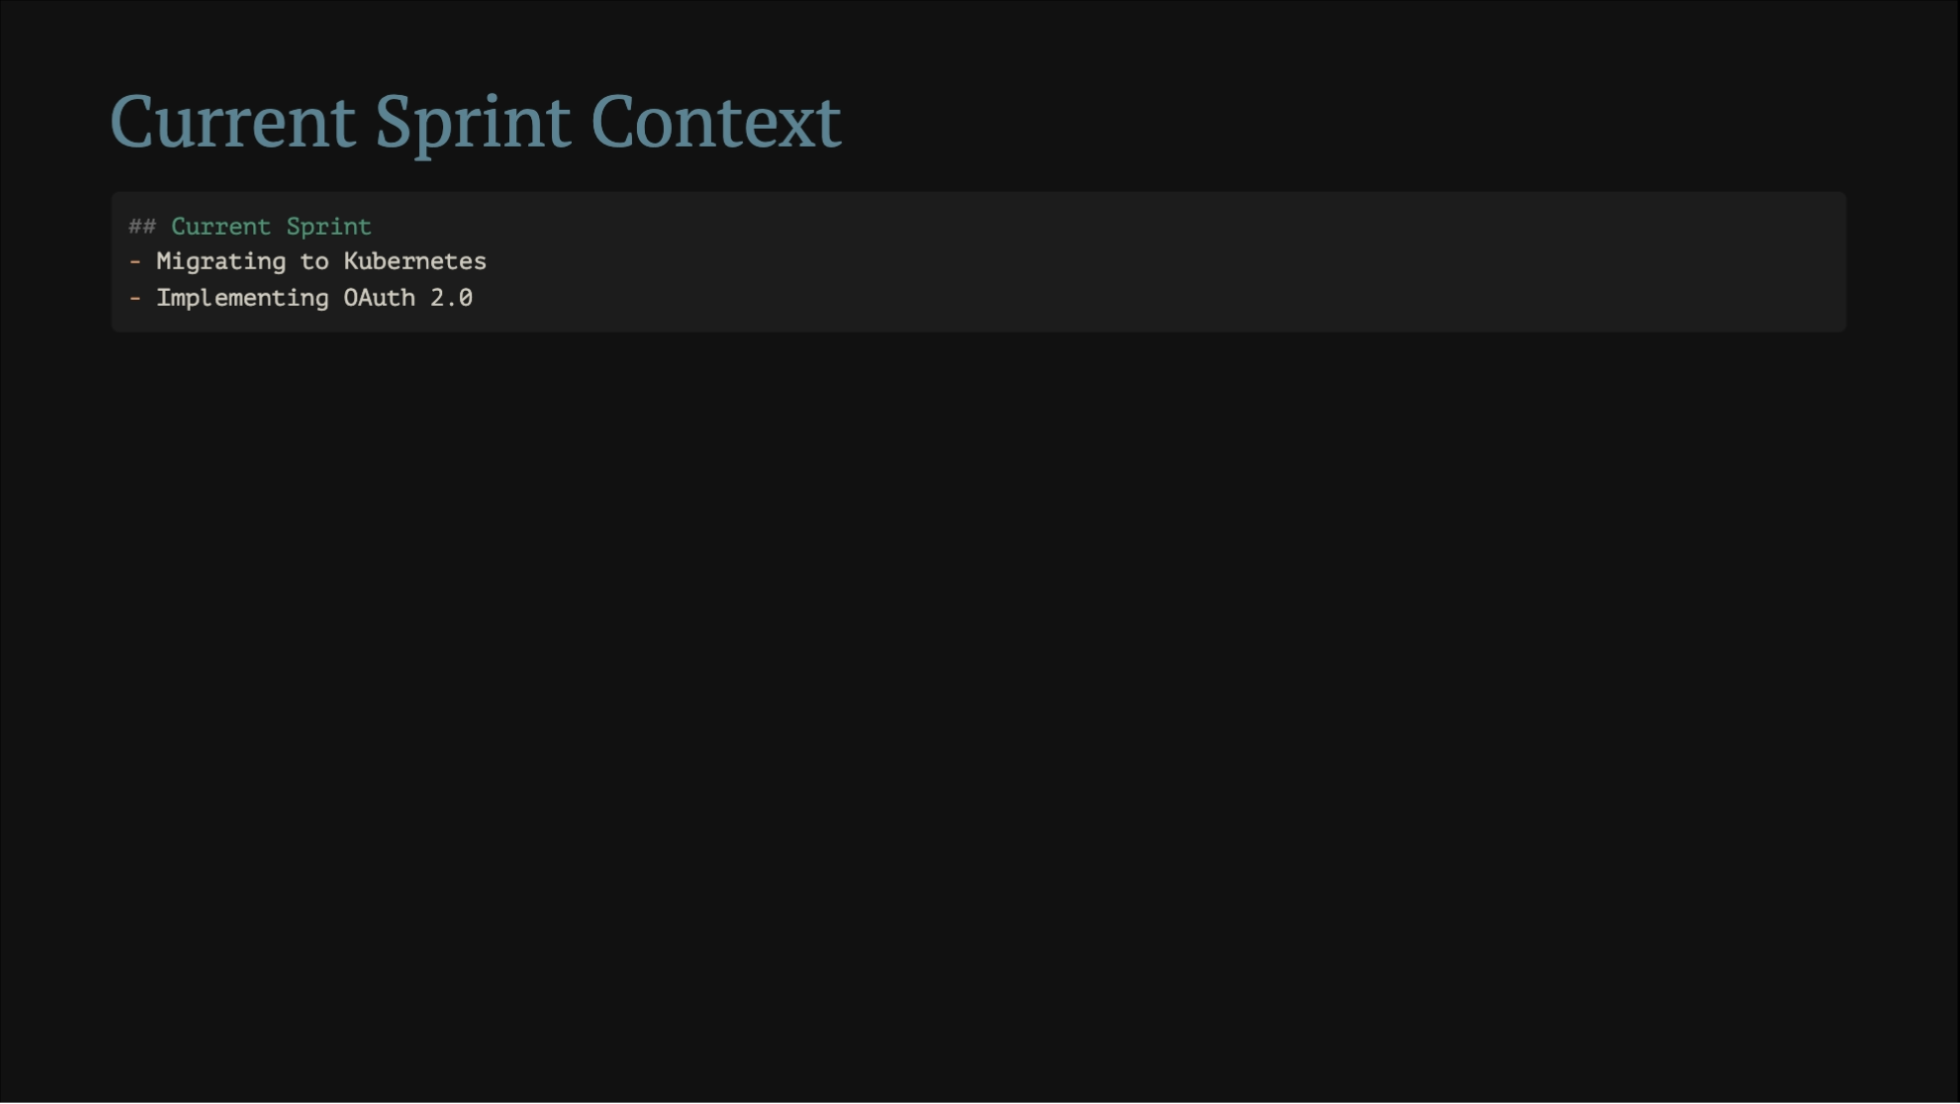 Current Sprint Context
## Current Sprint
- Migrating to Kubernetes
- Implementing OAuth 2.0